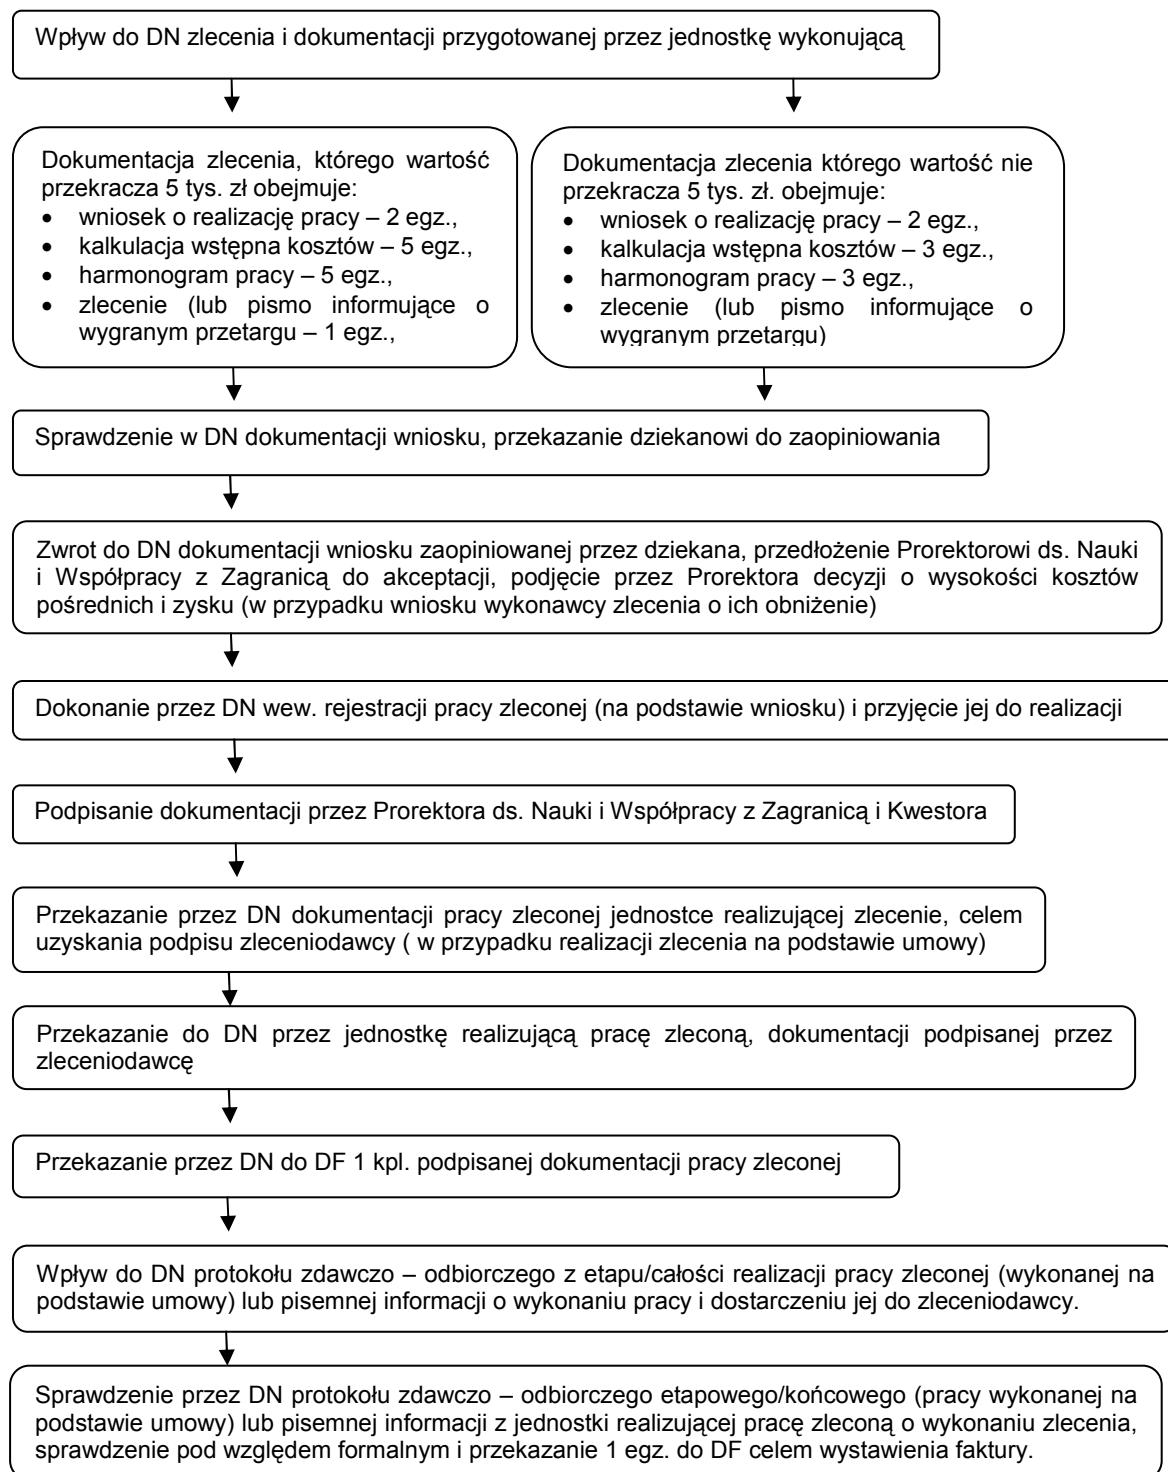 Wpływ do DN zlecenia i dokumentacji przygotowanej przez jednostkę wykonującą
Dokumentacja zlecenia, którego wartość
przekracza 5 tys. zł obejmuje:
• wniosek o realizację pracy – 2 egz.,
• kalkulacja wstępna kosztów – 5 egz.,
• harmonogram pracy – 5 egz.,
• zlecenie (lub pismo informujące o
wygranym przetargu – 1 egz.,
Dokumentacja zlecenia którego wartość nie
przekracza 5 tys. zł. obejmuje:
• wniosek o realizację pracy – 2 egz.,
• kalkulacja wstępna kosztów – 3 egz.,
• harmonogram pracy – 3 egz.,
• zlecenie (lub pismo informujące o
wygranym przetargu)
Sprawdzenie w DN dokumentacji wniosku, przekazanie dziekanowi do zaopiniowania
Zwrot do DN dokumentacji wniosku zaopiniowanej przez dziekana, przedłożenie Prorektorowi ds. Nauki
i Współpracy z Zagranicą do akceptacji, podjęcie przez Prorektora decyzji o wysokości kosztów
pośrednich i zysku (w przypadku wniosku wykonawcy zlecenia o ich obniżenie)
Dokonanie przez DN wew. rejestracji pracy zleconej (na podstawie wniosku) i przyjęcie jej do realizacji
Podpisanie dokumentacji przez Prorektora ds. Nauki i Współpracy z Zagranicą i Kwestora
Przekazanie przez DN dokumentacji pracy zleconej jednostce realizującej zlecenie, celem
uzyskania podpisu zleceniodawcy ( w przypadku realizacji zlecenia na podstawie umowy)
Przekazanie do DN przez jednostkę realizującą pracę zleconą, dokumentacji podpisanej przez
zleceniodawcę
Przekazanie przez DN do DF 1 kpl. podpisanej dokumentacji pracy zleconej
Wpływ do DN protokołu zdawczo – odbiorczego z etapu/całości realizacji pracy zleconej (wykonanej na
podstawie umowy) lub pisemnej informacji o wykonaniu pracy i dostarczeniu jej do zleceniodawcy.
Sprawdzenie przez DN protokołu zdawczo – odbiorczego etapowego/końcowego (pracy wykonanej na
podstawie umowy) lub pisemnej informacji z jednostki realizującej pracę zleconą o wykonaniu zlecenia,
sprawdzenie pod względem formalnym i przekazanie 1 egz. do DF celem wystawienia faktury.